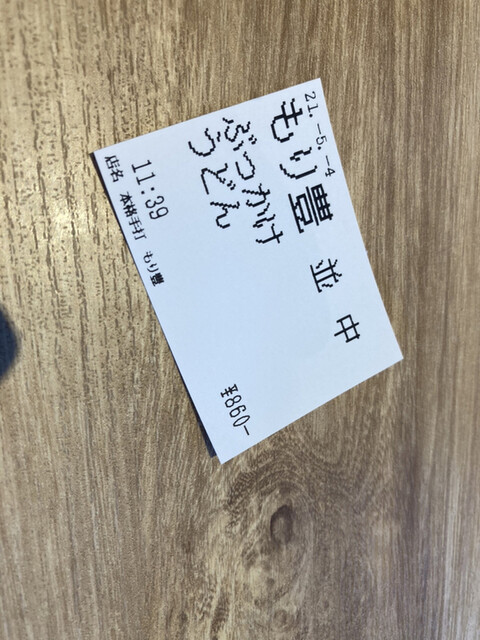 21.-5.-4
もり豊 並 中
ぶっかけ
うどん
¥860-
11:39
店名 本格手打 もり豊